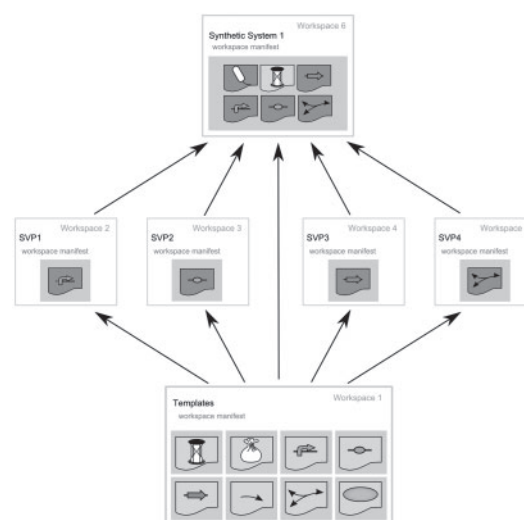 Workspace 6
Synthetic System 1
workspace manifest
Workspace 2
SVP1
workspace manifest
Workspace 3
SVP2
workspace manifest
Workspace 4
SVP3
workspace manifest
Workspace
SVP4
workspace manifest
Workspace 1
Templates
workspace manifest